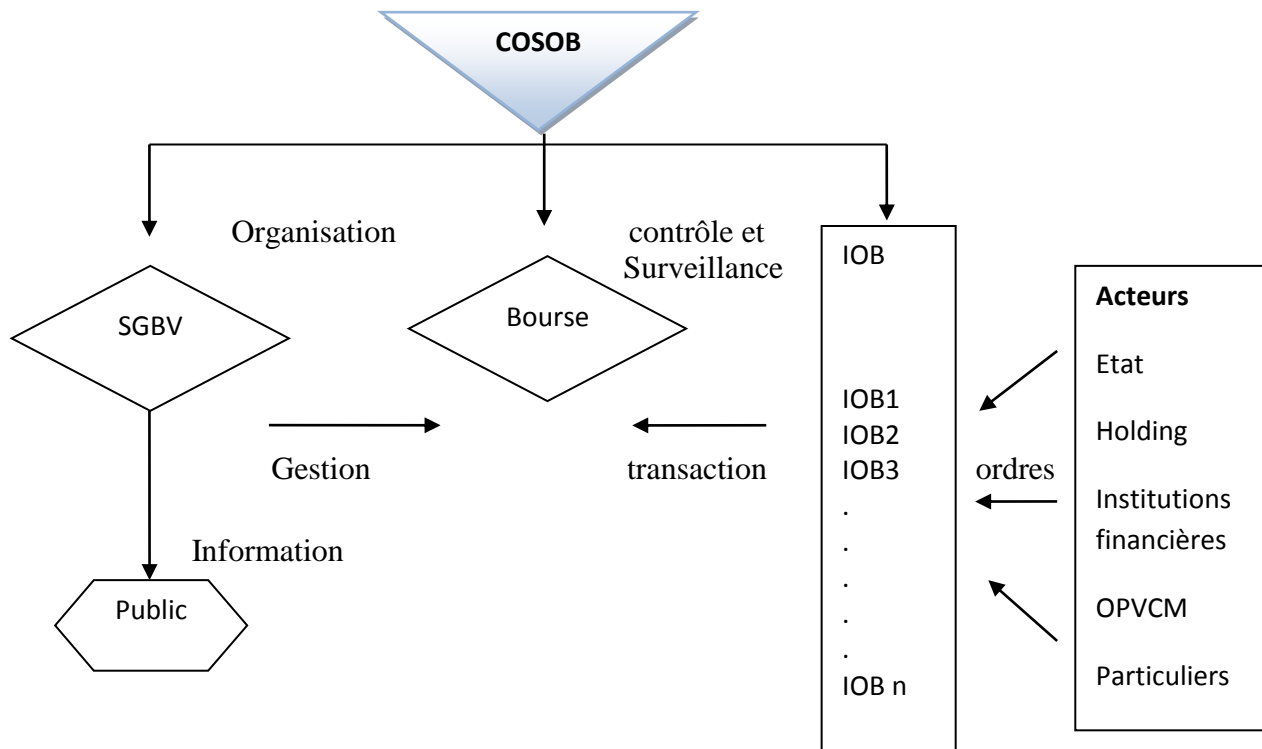 COSOB
Organisation
contrôle et
Surveillance
SGBV
Bourse
IOB
IOB1
IOB2
IOB3
.
.
.
.
.
IOB n
Gestion
transaction
ordres
Information
Public
Acteurs
Etat
Holding
Institutions
financières
OPVCM
Particuliers